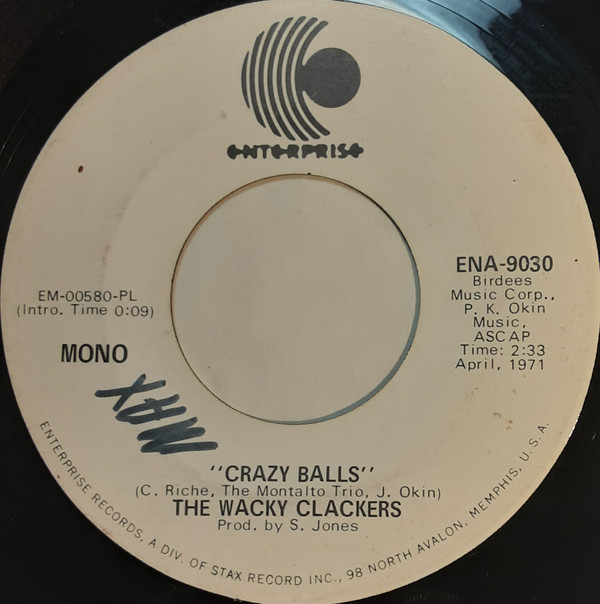 ENTERPRISE
ENA-9030
Birdees
Music Corp.,
P. K. Okin
Music,
ASCAP
Time: 2:33
April, 1971
EM-00580-PL
(Intro. Time 0:09)
MONO
MAX
"CRAZY BALLS"
(C. Riche, The Montalto Trio, J. Okin)
THE WACKY CLACKERS
Prod. by S. Jones
ENTERPRISE RECORDS, A DIV. OF STAX RECORD INC., 98 NORTH AVALON, MEMPHIS, U.S.A.